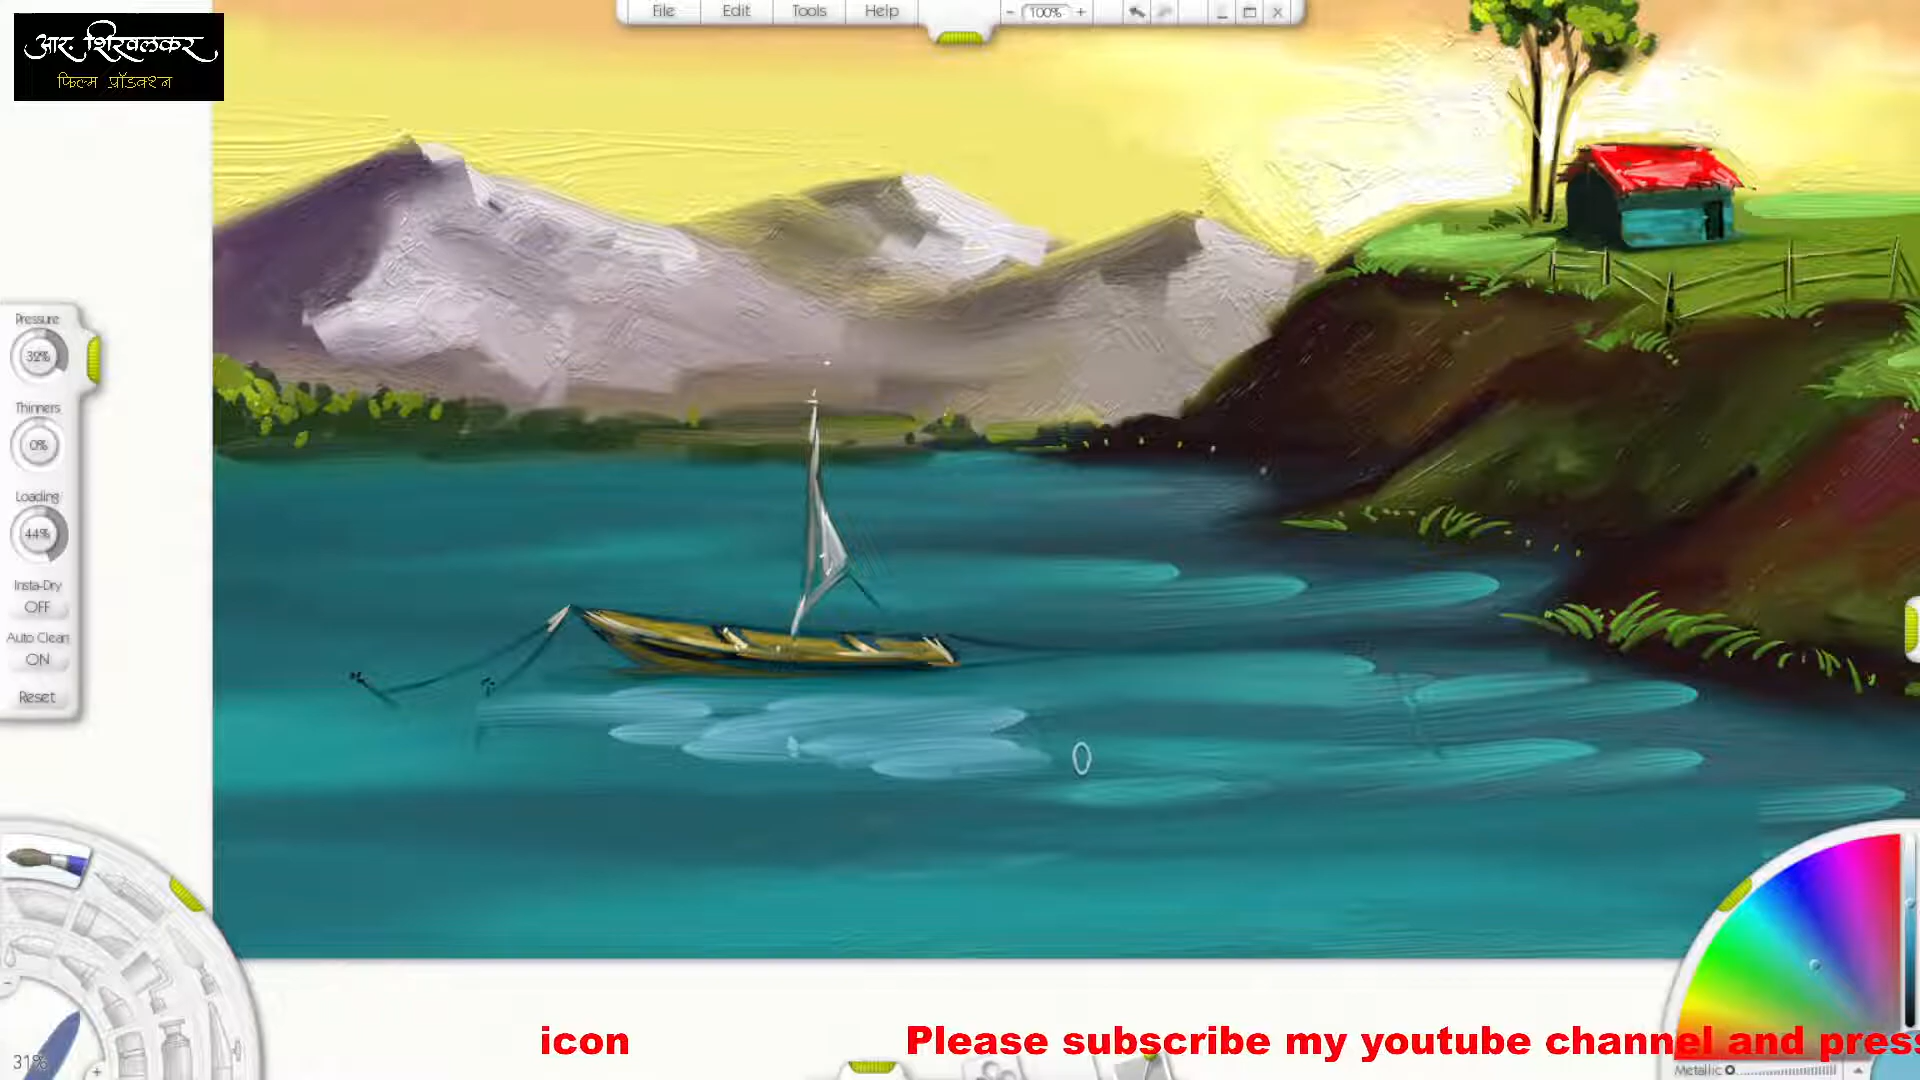 आर. शिरवलकर
फिल्म प्रॉडक्शन
File Edit Tools Help - 100% +
Pressure
32%
Thinners
0%
Loading
44%
Insta-Dry
OFF
Auto Clean
ON
Reset
31%
icon Please subscribe my youtube channel and press
Metallic